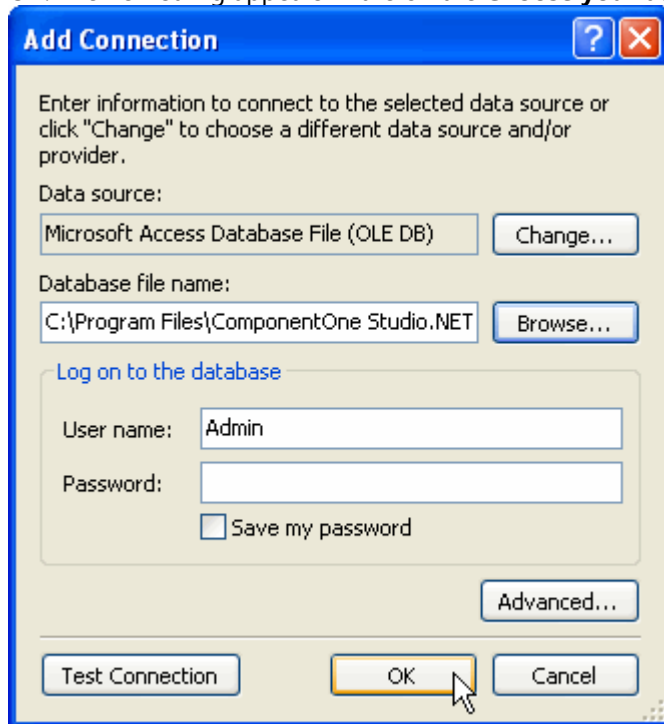 Add Connection
Enter information to connect to the selected data source or
click "Change" to choose a different data source and/or
provider.
Data source:
Microsoft Access Database File (OLE DB)
Change...
Database file name:
C:\Program Files\ComponentOne Studio.NET
Browse...
Log on to the database
User name:
Admin
Password:
Save my password
Advanced...
Test Connection
OK
Cancel